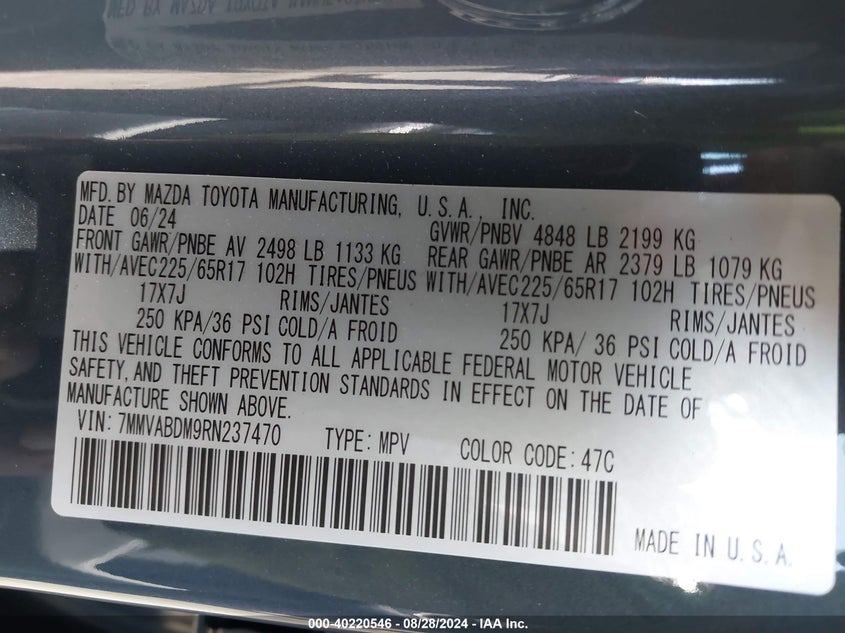 MFD. BY MAZDA TOYOTA MANUFACTURING, U.S.A., INC.
DATE 06/24 GVWR/PNBV 4848 LB 2199 KG
FRONT GAWR/PNBE AV 2498 LB 1133 KG REAR GAWR/PNBE AR 2379 LB 1079 KG
WITH/AVEC225/65R17 102H TIRES/PNEUS WITH/AVEC225/65R17 102H TIRES/PNEUS
17X7J RIMS/JANTES 17X7J RIMS/JANTES
250 KPA/36 PSI COLD/A FROID 250 KPA/ 36 PSI COLD/A FROID
THIS VEHICLE CONFORMS TO ALL APPLICABLE FEDERAL MOTOR VEHICLE
SAFETY, AND THEFT PREVENTION STANDARDS IN EFFECT ON THE DATE OF
MANUFACTURE SHOWN ABOVE.
VIN: 7MMVABDM9RN237470 TYPE: MPV COLOR CODE: 47C
MADE IN U.S.A.
000-40220546 - 08/28/2024 - IAA Inc.